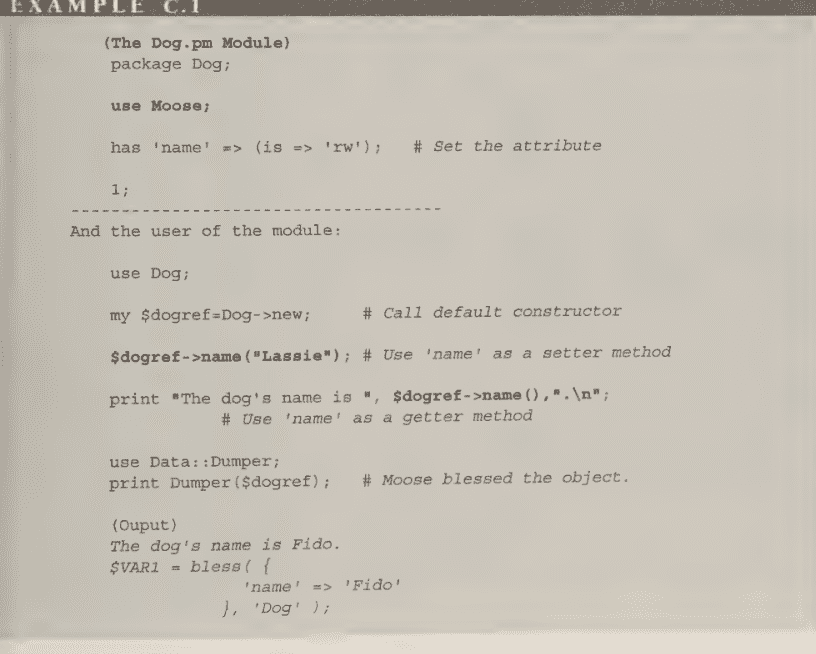 EXAMPLE C.1
(The Dog.pm Module)
package Dog;
use Moose;
has 'name' => (is => 'rw');   # Set the attribute
1;
-------------------------------------
And the user of the module:
use Dog;
my $dogref=Dog->new;     # Call default constructor
$dogref->name("Lassie"); # Use 'name' as a setter method
print "The dog's name is ", $dogref->name(),".\n";
# Use 'name' as a getter method
use Data::Dumper;
print Dumper($dogref);   # Moose blessed the object.
(Ouput)
The dog's name is Fido.
$VAR1 = bless( {
'name' => 'Fido'
}, 'Dog' );